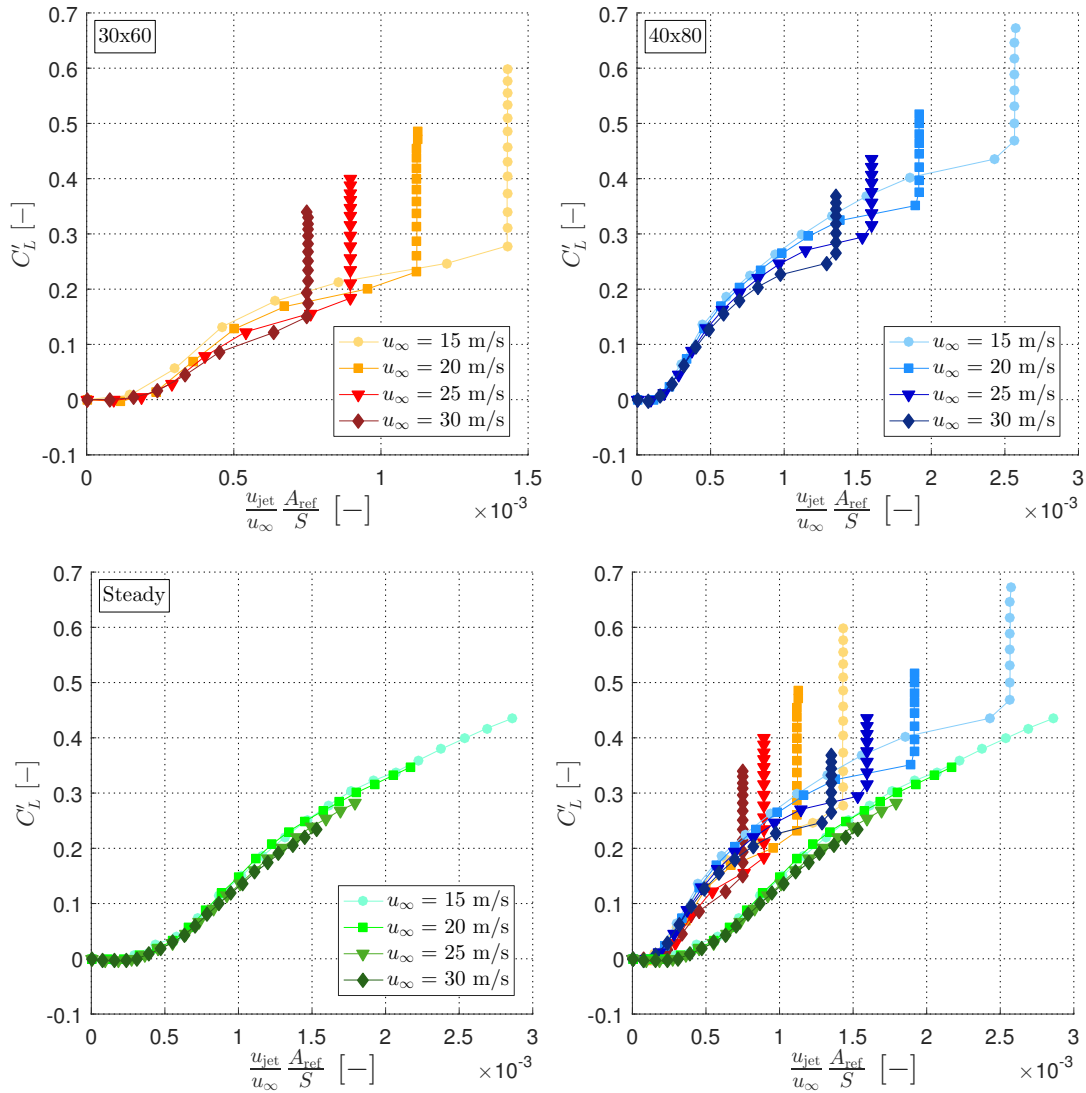 30x60
0.7
0.6
0.5
0.4
0.3
0.2
0.1
0
-0.1
C′_L [−]
0 0.5 1 1.5
×10⁻³
u_jet/u_∞ A_ref/S [−]
u_∞ = 15 m/s
u_∞ = 20 m/s
u_∞ = 25 m/s
u_∞ = 30 m/s
40x80
0.7
0.6
0.5
0.4
0.3
0.2
0.1
0
-0.1
C′_L [−]
0 0.5 1 1.5 2 2.5 3
×10⁻³
u_jet/u_∞ A_ref/S [−]
u_∞ = 15 m/s
u_∞ = 20 m/s
u_∞ = 25 m/s
u_∞ = 30 m/s
Steady
0.7
0.6
0.5
0.4
0.3
0.2
0.1
0
-0.1
C′_L [−]
0 0.5 1 1.5 2 2.5 3
×10⁻³
u_jet/u_∞ A_ref/S [−]
u_∞ = 15 m/s
u_∞ = 20 m/s
u_∞ = 25 m/s
u_∞ = 30 m/s
0.7
0.6
0.5
0.4
0.3
0.2
0.1
0
-0.1
C′_L [−]
0 0.5 1 1.5 2 2.5 3
×10⁻³
u_jet/u_∞ A_ref/S [−]